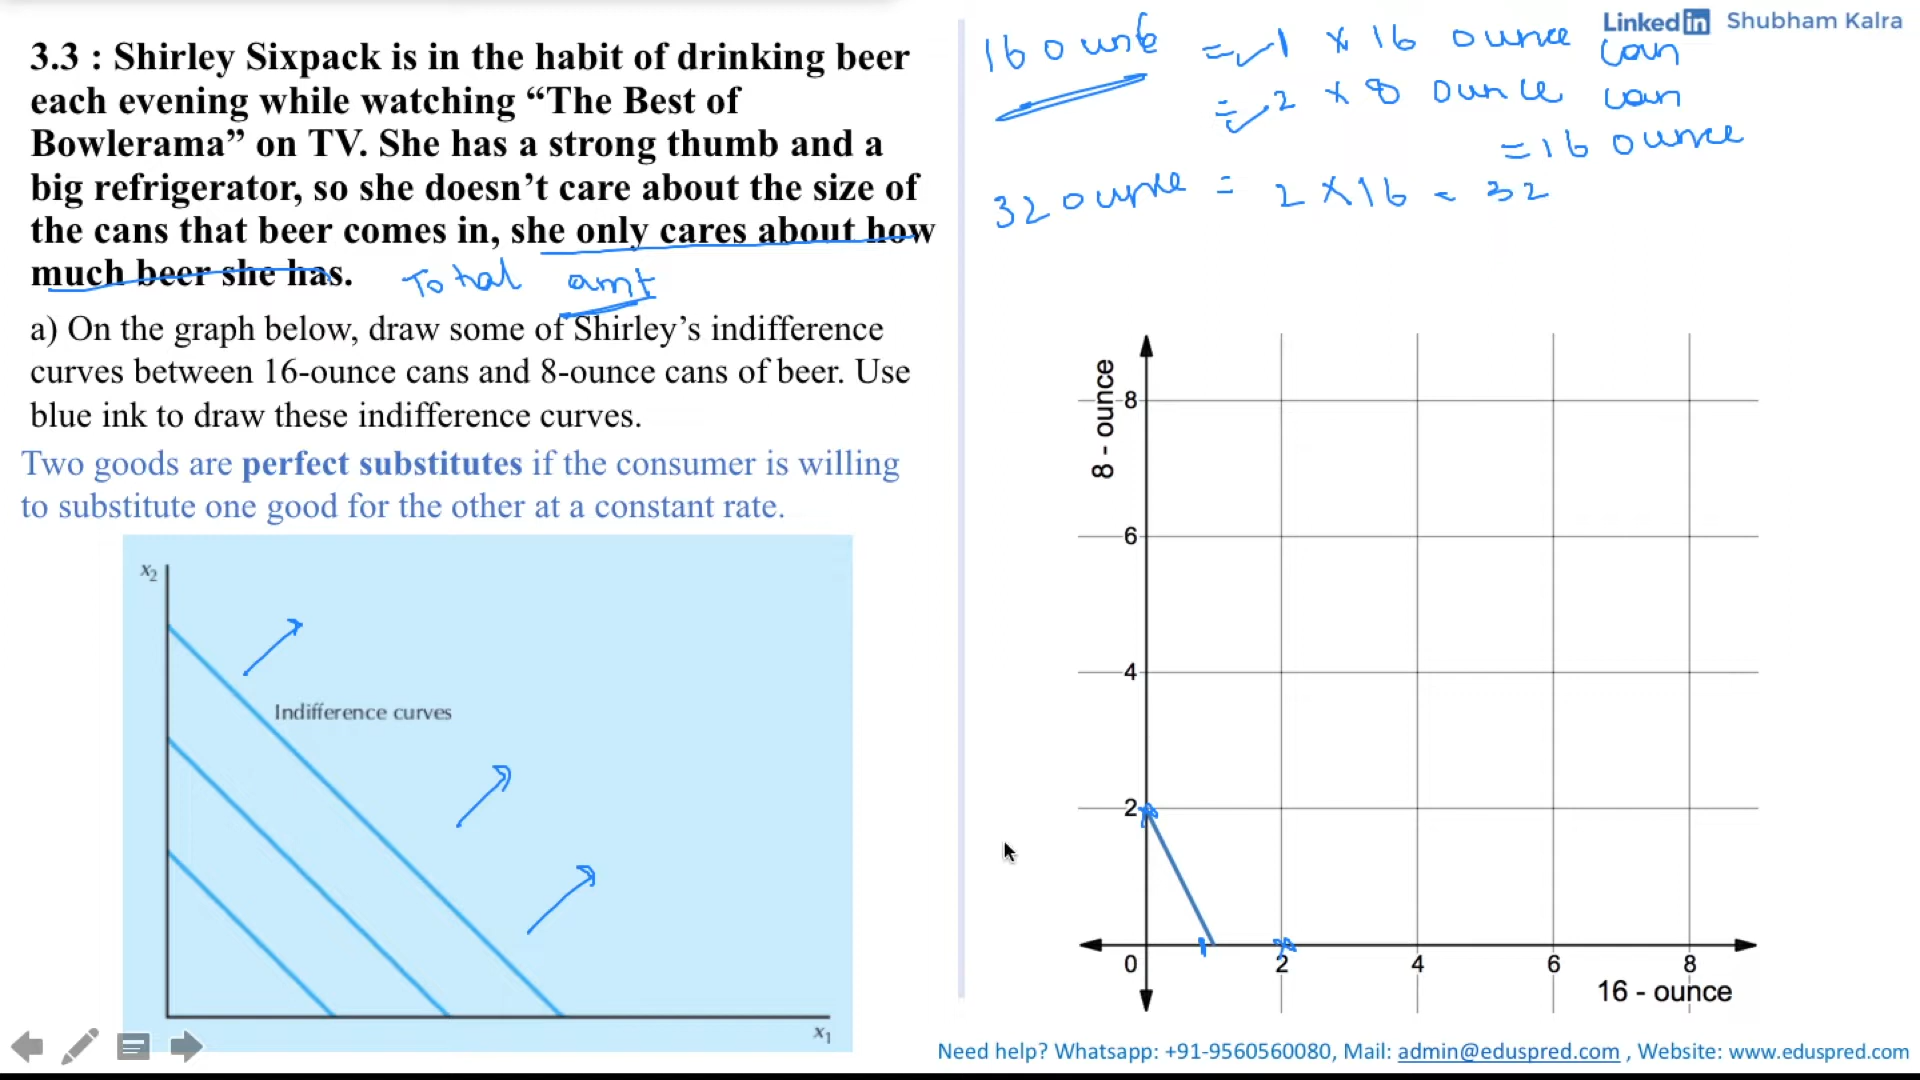 3.3 : Shirley Sixpack is in the habit of drinking beer
each evening while watching “The Best of
Bowlerama” on TV. She has a strong thumb and a
big refrigerator, so she doesn’t care about the size of
the cans that beer comes in, she only cares about how
much beer she has.
Total amt
a) On the graph below, draw some of Shirley’s indifference
curves between 16-ounce cans and 8-ounce cans of beer. Use
blue ink to draw these indifference curves.
Two goods are perfect substitutes if the consumer is willing
to substitute one good for the other at a constant rate.
x2
Indifference curves
x1
Linked in Shubham Kalra
16 ounce = 1 × 16 ounce can
= 2 × 8 ounce can
= 16 ounce
32 ounce = 2 × 16 = 32
8 - ounce
8
6
4
2
1
0 2 4 6 8
16 - ounce
Need help? Whatsapp: +91-9560560080, Mail: admin@eduspred.com , Website: www.eduspred.com